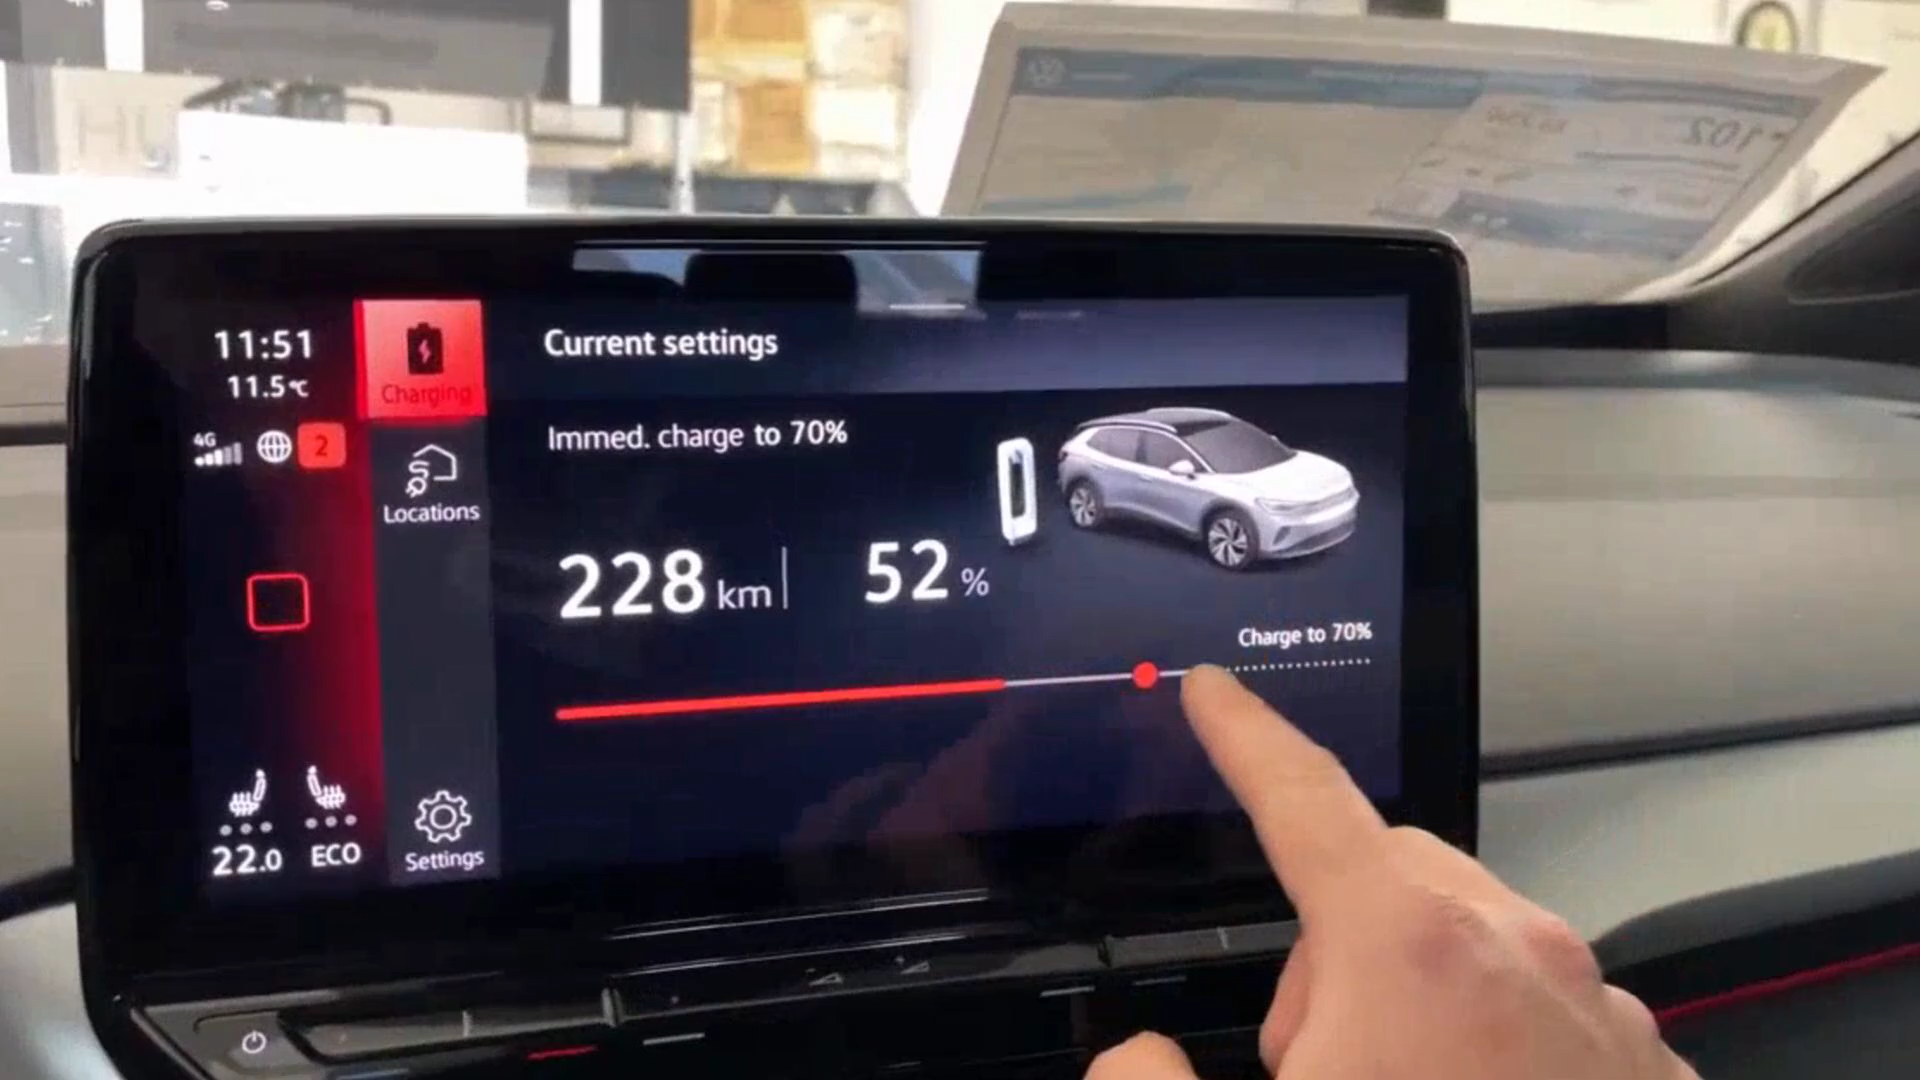 11:51
11.5°C
4G
2
Charging
Locations
Settings
22.0
ECO
Current settings
Immed. charge to 70%
228 km
52 %
Charge to 70%